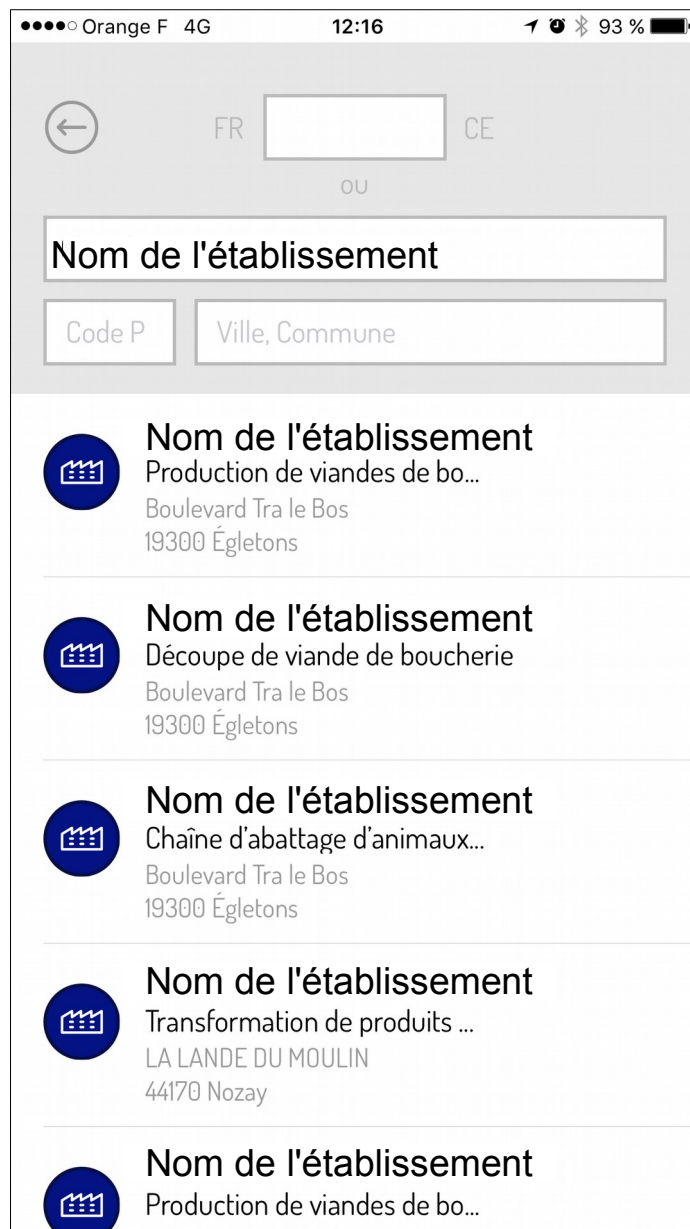 Orange F 4G 12:16 93 %
FR CE
ou
Nom de l'établissement
Code P Ville, Commune
Nom de l'établissement
Production de viandes de bo...
Boulevard Tra le Bos
19300 Égletons
Nom de l'établissement
Découpe de viande de boucherie
Boulevard Tra le Bos
19300 Égletons
Nom de l'établissement
Chaîne d’abattage d’animaux...
Boulevard Tra le Bos
19300 Égletons
Nom de l'établissement
Transformation de produits ...
LA LANDE DU MOULIN
44170 Nozay
Nom de l'établissement
Production de viandes de bo...